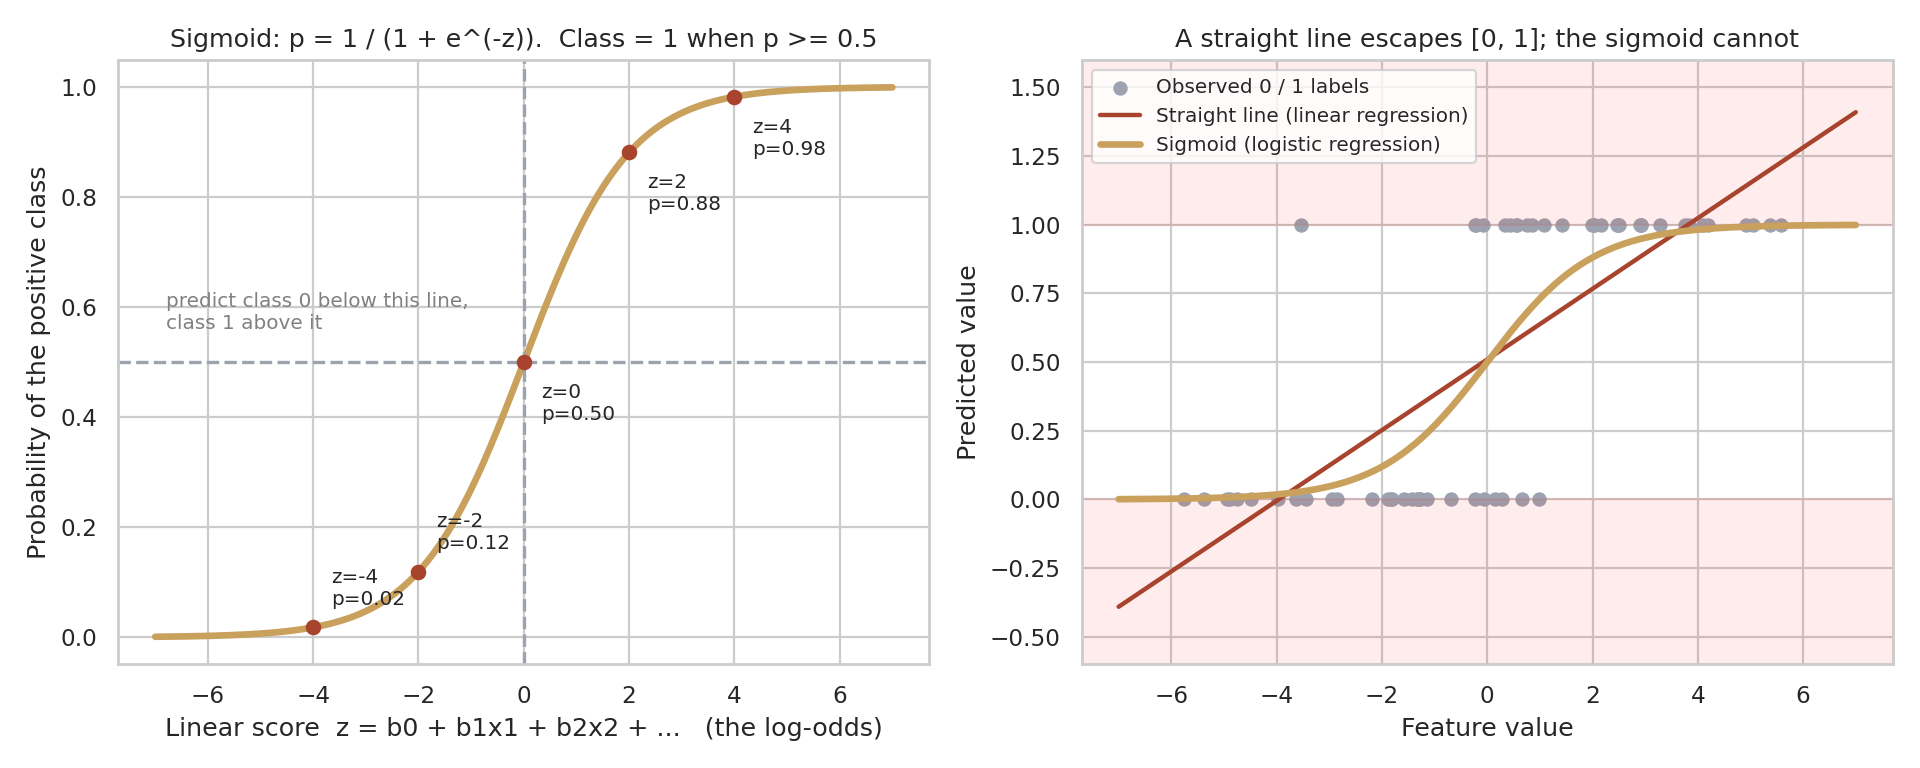 Sigmoid: p = 1 / (1 + e^(-z)).  Class = 1 when p >= 0.5
Probability of the positive class
1.0
0.8
0.6
0.4
0.2
0.0
z=4
p=0.98
z=2
p=0.88
predict class 0 below this line,
class 1 above it
z=0
p=0.50
z=-2
p=0.12
z=-4
p=0.02
−6 −4 −2 0 2 4 6
Linear score  z = b0 + b1x1 + b2x2 + ...   (the log-odds)
A straight line escapes [0, 1]; the sigmoid cannot
Observed 0 / 1 labels
Straight line (linear regression)
Sigmoid (logistic regression)
Predicted value
1.50
1.25
1.00
0.75
0.50
0.25
0.00
−0.25
−0.50
−6 −4 −2 0 2 4 6
Feature value